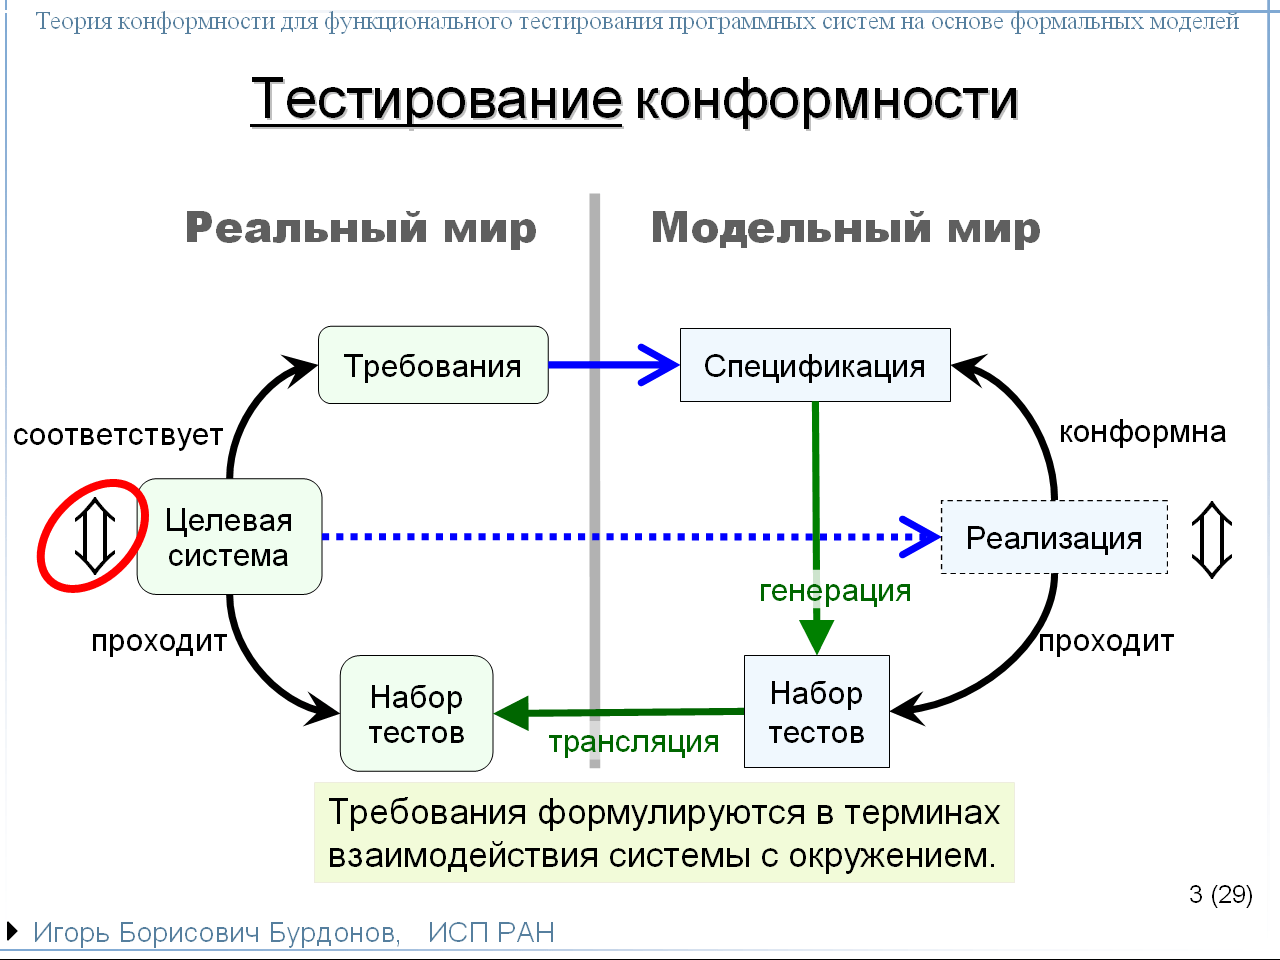 Теория конформности для функционального тестирования программных систем на основе формальных моделей
Тестирование конформности
Реальный мир
Модельный мир
Требования
Спецификация
соответствует
конформна
Целевая
система
Реализация
генерация
проходит
проходит
Набор
тестов
Набор
тестов
трансляция
Требования формулируются в терминах
взаимодействия системы с окружением.
3 (29)
Игорь Борисович Бурдонов, ИСП РАН